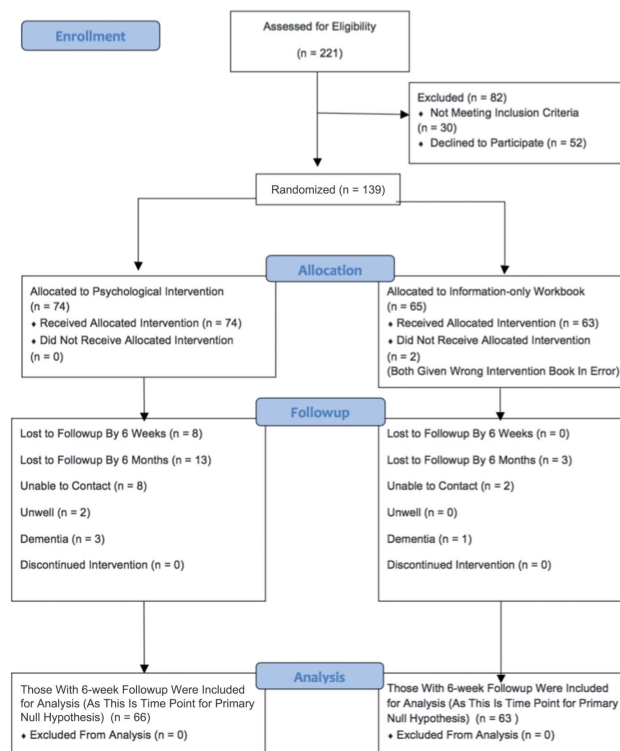 Enrollment
Assessed for Eligibility
(n = 221)
Excluded (n = 82)
♦ Not Meeting Inclusion Criteria
(n = 30)
♦ Declined to Participate (n = 52)
Randomized (n = 139)
Allocation
Allocated to Psychological Intervention
(n = 74)
♦ Received Allocated Intervention (n = 74)
♦ Did Not Receive Allocated Intervention
(n = 0)
Allocated to Information-only Workbook
(n = 65)
♦ Received Allocated Intervention (n = 63)
♦ Did Not Receive Allocated Intervention
(n = 2)
(Both Given Wrong Intervention Book In Error)
Followup
Lost to Followup By 6 Weeks (n = 8)
Lost to Followup By 6 Months (n = 13)
Unable to Contact (n = 8)
Unwell (n = 2)
Dementia (n = 3)
Discontinued Intervention (n = 0)
Lost to Followup By 6 Weeks (n = 0)
Lost to Followup By 6 Months (n = 3)
Unable to Contact (n = 2)
Unwell (n = 0)
Dementia (n = 1)
Discontinued Intervention (n = 0)
Analysis
Those With 6-week Followup Were Included
for Analysis (As This Is Time Point for Primary
Null Hypothesis) (n = 66)
♦ Excluded From Analysis (n = 0)
Those With 6-week Followup Were Included
for Analysis (As This Is Time Point for Primary
Null Hypothesis) (n = 63 )
♦ Excluded From Analysis (n = 0)